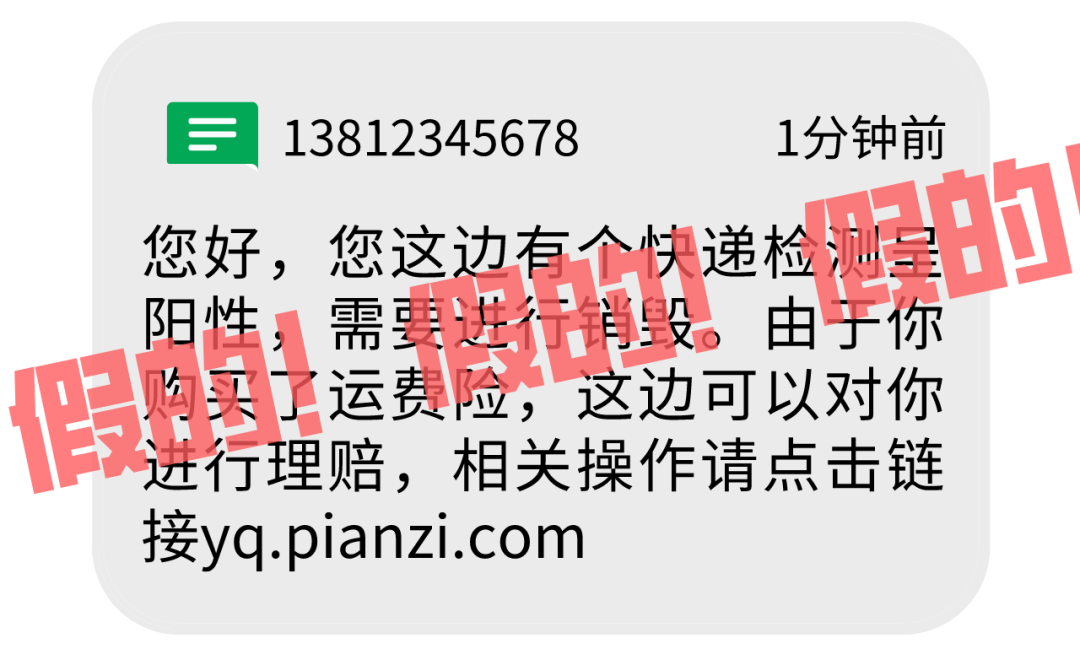 13812345678 1分钟前
您好，您这边有个快递检测呈
阳性，需要进行销毁。由于你
购买了运费险，这边可以对你
进行理赔，相关操作请点击链
接yq.pianzi.com
假的！假的！假的！